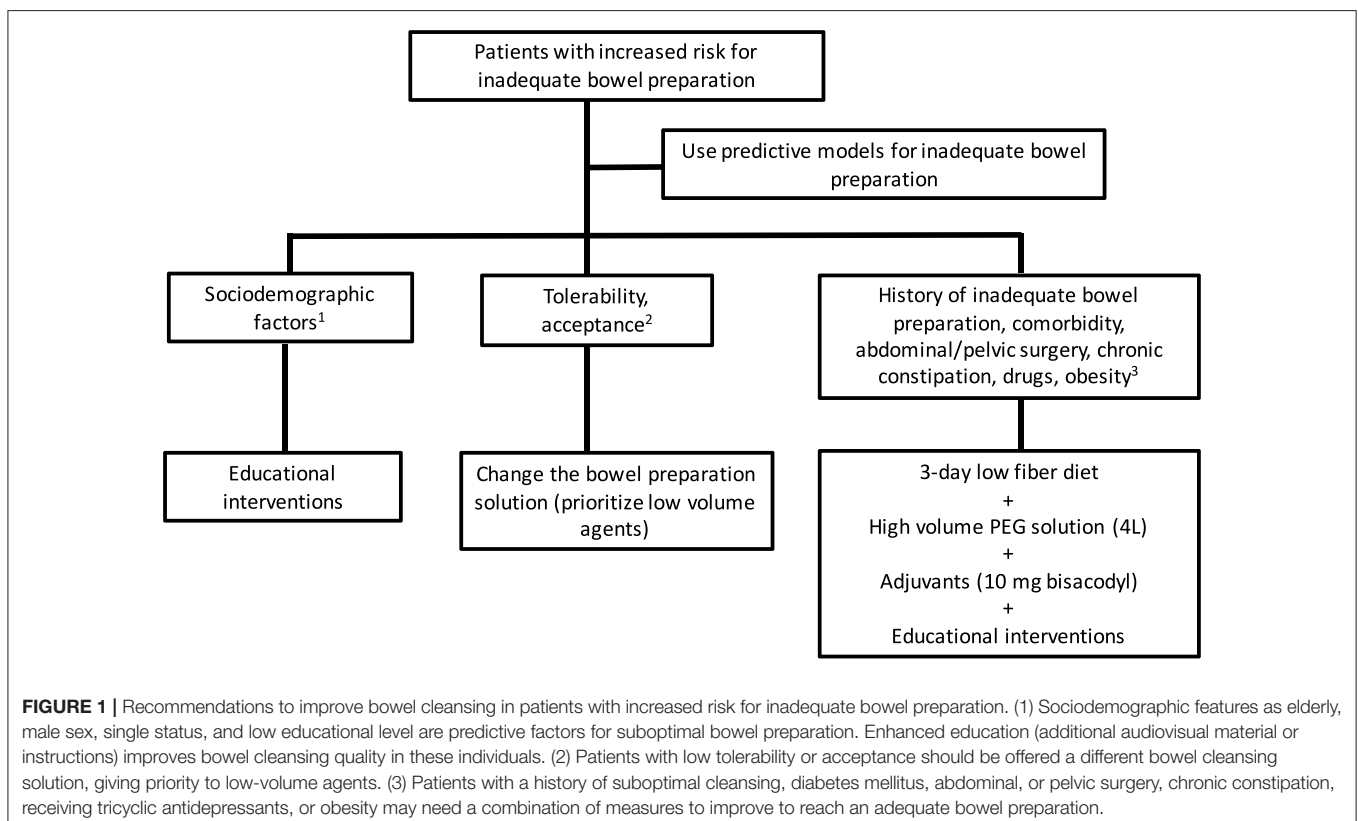 Patients with increased risk for
inadequate bowel preparation
Use predictive models for inadequate bowel
preparation
Sociodemographic
factors1
Tolerability,
acceptance2
History of inadequate bowel
preparation, comorbidity,
abdominal/pelvic surgery, chronic
constipation, drugs, obesity3
Educational
interventions
Change the bowel preparation
solution (prioritize low volume
agents)
3-day low fiber diet
+
High volume PEG solution (4L)
+
Adjuvants (10 mg bisacodyl)
+
Educational interventions
FIGURE 1 | Recommendations to improve bowel cleansing in patients with increased risk for inadequate bowel preparation. (1) Sociodemographic features as elderly,
male sex, single status, and low educational level are predictive factors for suboptimal bowel preparation. Enhanced education (additional audiovisual material or
instructions) improves bowel cleansing quality in these individuals. (2) Patients with low tolerability or acceptance should be offered a different bowel cleansing
solution, giving priority to low-volume agents. (3) Patients with a history of suboptimal cleansing, diabetes mellitus, abdominal, or pelvic surgery, chronic constipation,
receiving tricyclic antidepressants, or obesity may need a combination of measures to improve to reach an adequate bowel preparation.